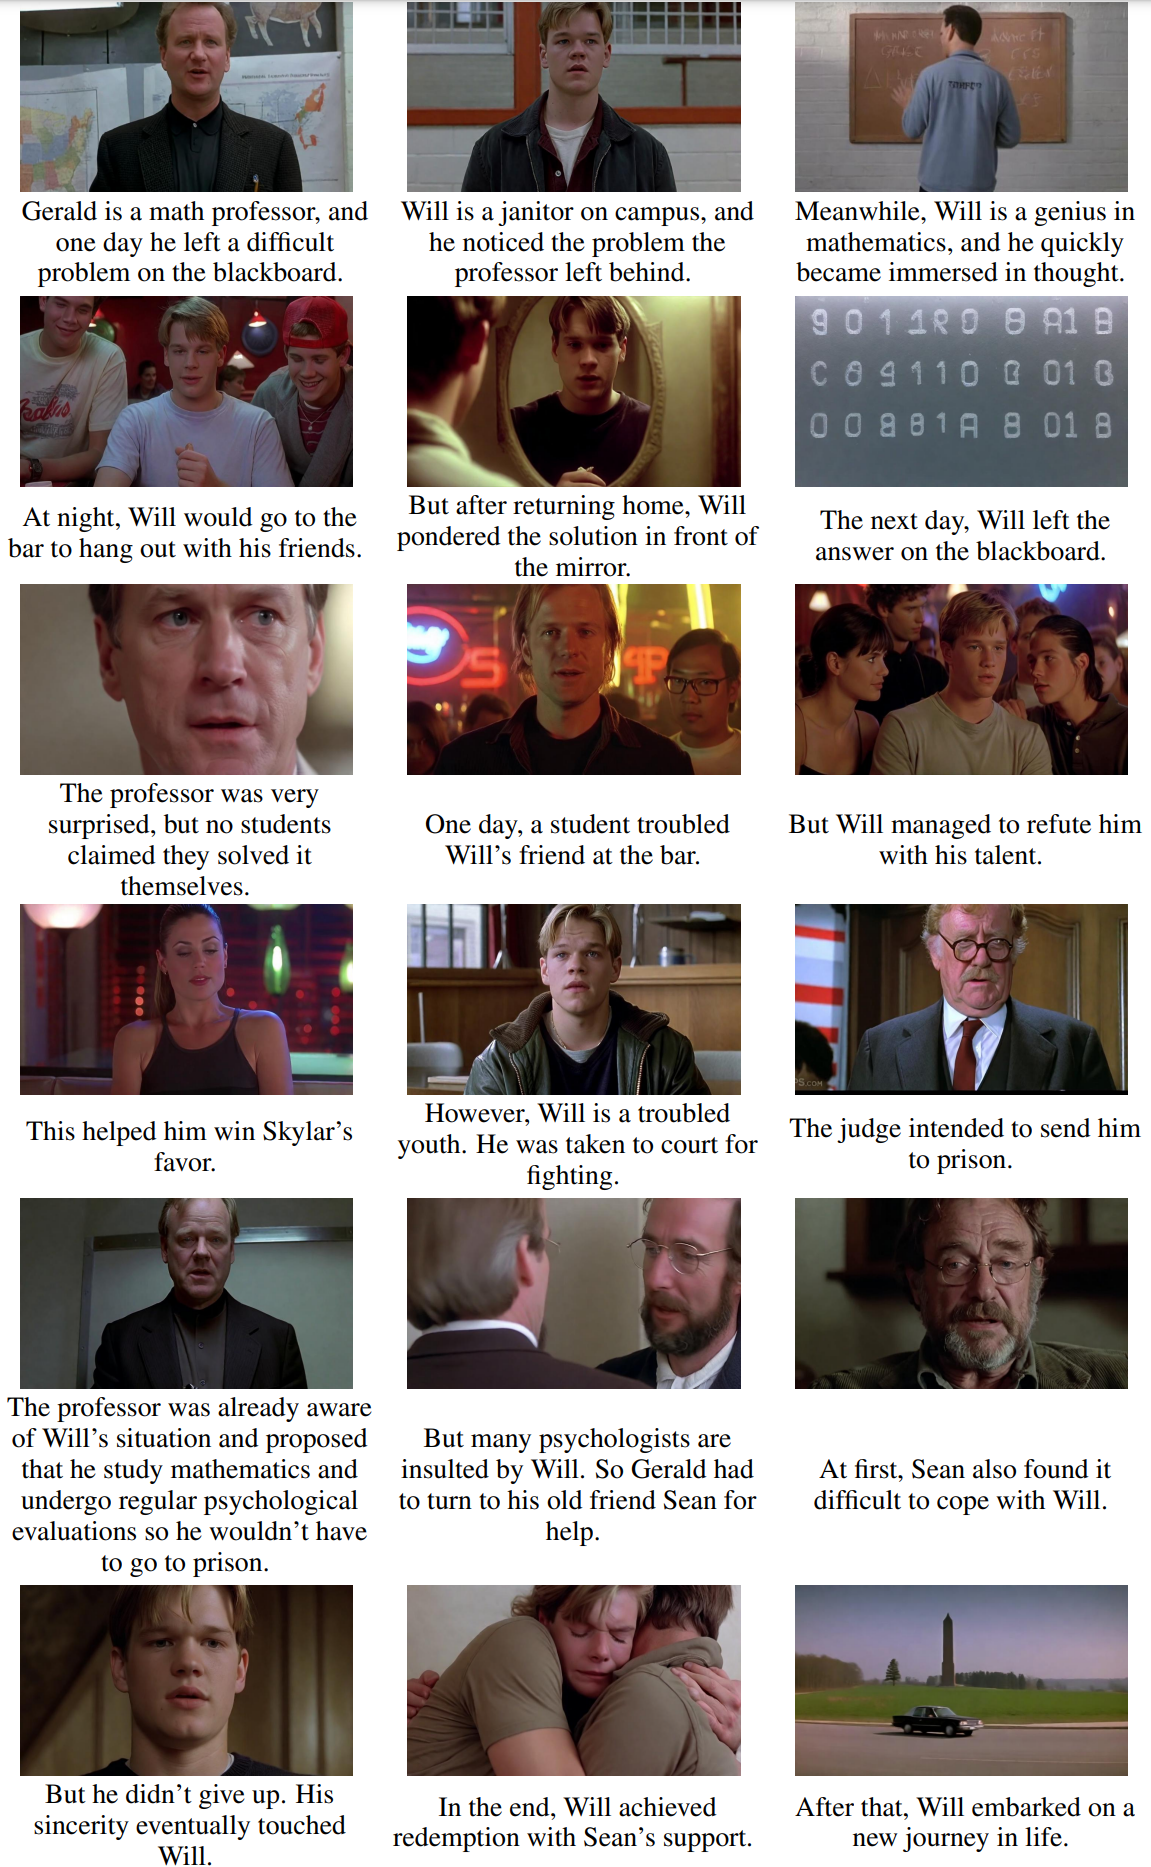 Gerald is a math professor, and
one day he left a difficult
problem on the blackboard.
Will is a janitor on campus, and
he noticed the problem the
professor left behind.
Meanwhile, Will is a genius in
mathematics, and he quickly
became immersed in thought.
At night, Will would go to the
bar to hang out with his friends.
But after returning home, Will
pondered the solution in front of
the mirror.
The next day, Will left the
answer on the blackboard.
The professor was very
surprised, but no students
claimed they solved it
themselves.
One day, a student troubled
Will's friend at the bar.
But Will managed to refute him
with his talent.
This helped him win Skylar's
favor.
However, Will is a troubled
youth. He was taken to court for
fighting.
The judge intended to send him
to prison.
The professor was already aware
of Will's situation and proposed
that he study mathematics and
undergo regular psychological
evaluations so he wouldn't have
to go to prison.
But many psychologists are
insulted by Will. So Gerald had
to turn to his old friend Sean for
help.
At first, Sean also found it
difficult to cope with Will.
But he didn't give up. His
sincerity eventually touched
Will.
In the end, Will achieved
redemption with Sean's support.
After that, Will embarked on a
new journey in life.